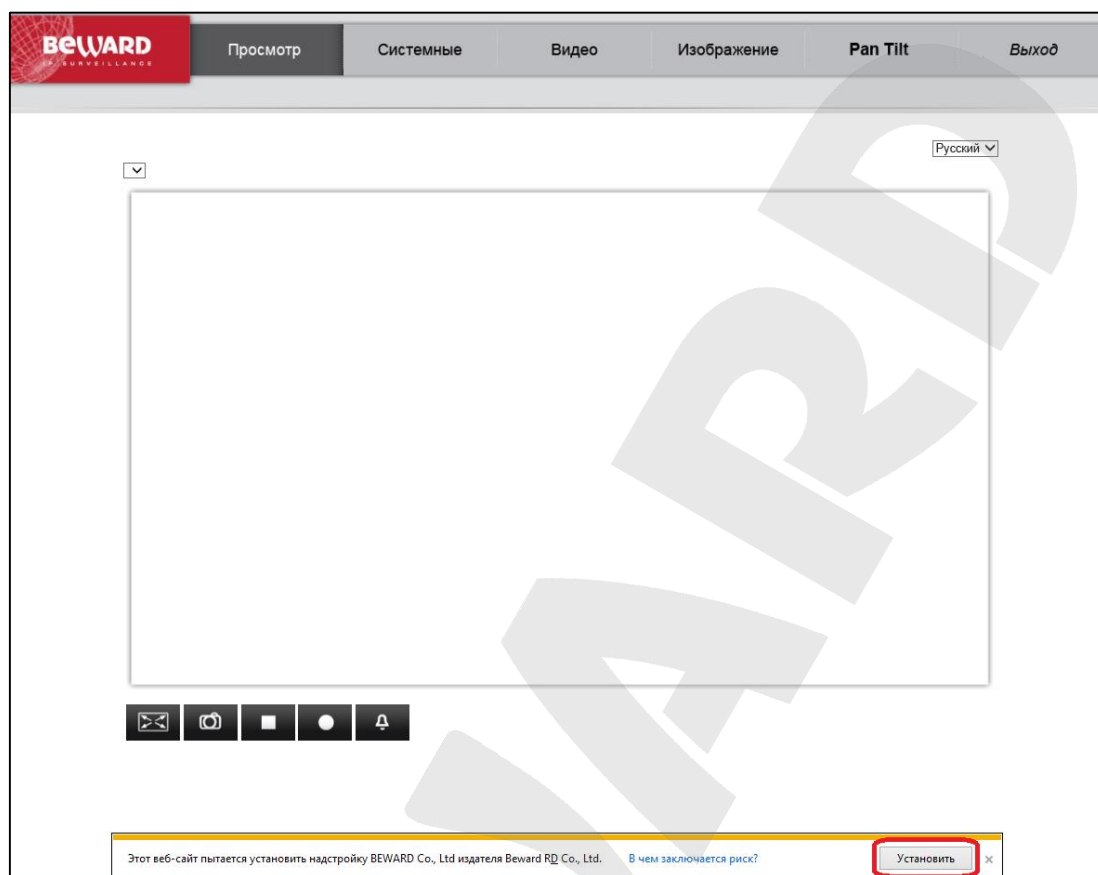 BEWARD
IP SURVEILLANCE
Просмотр
Системные
Видео
Изображение
Pan Tilt
Выход
Русский
Этот веб-сайт пытается установить надстройку BEWARD Co., Ltd издателя Beward RD Co., Ltd.
В чем заключается риск?
Установить
WARD